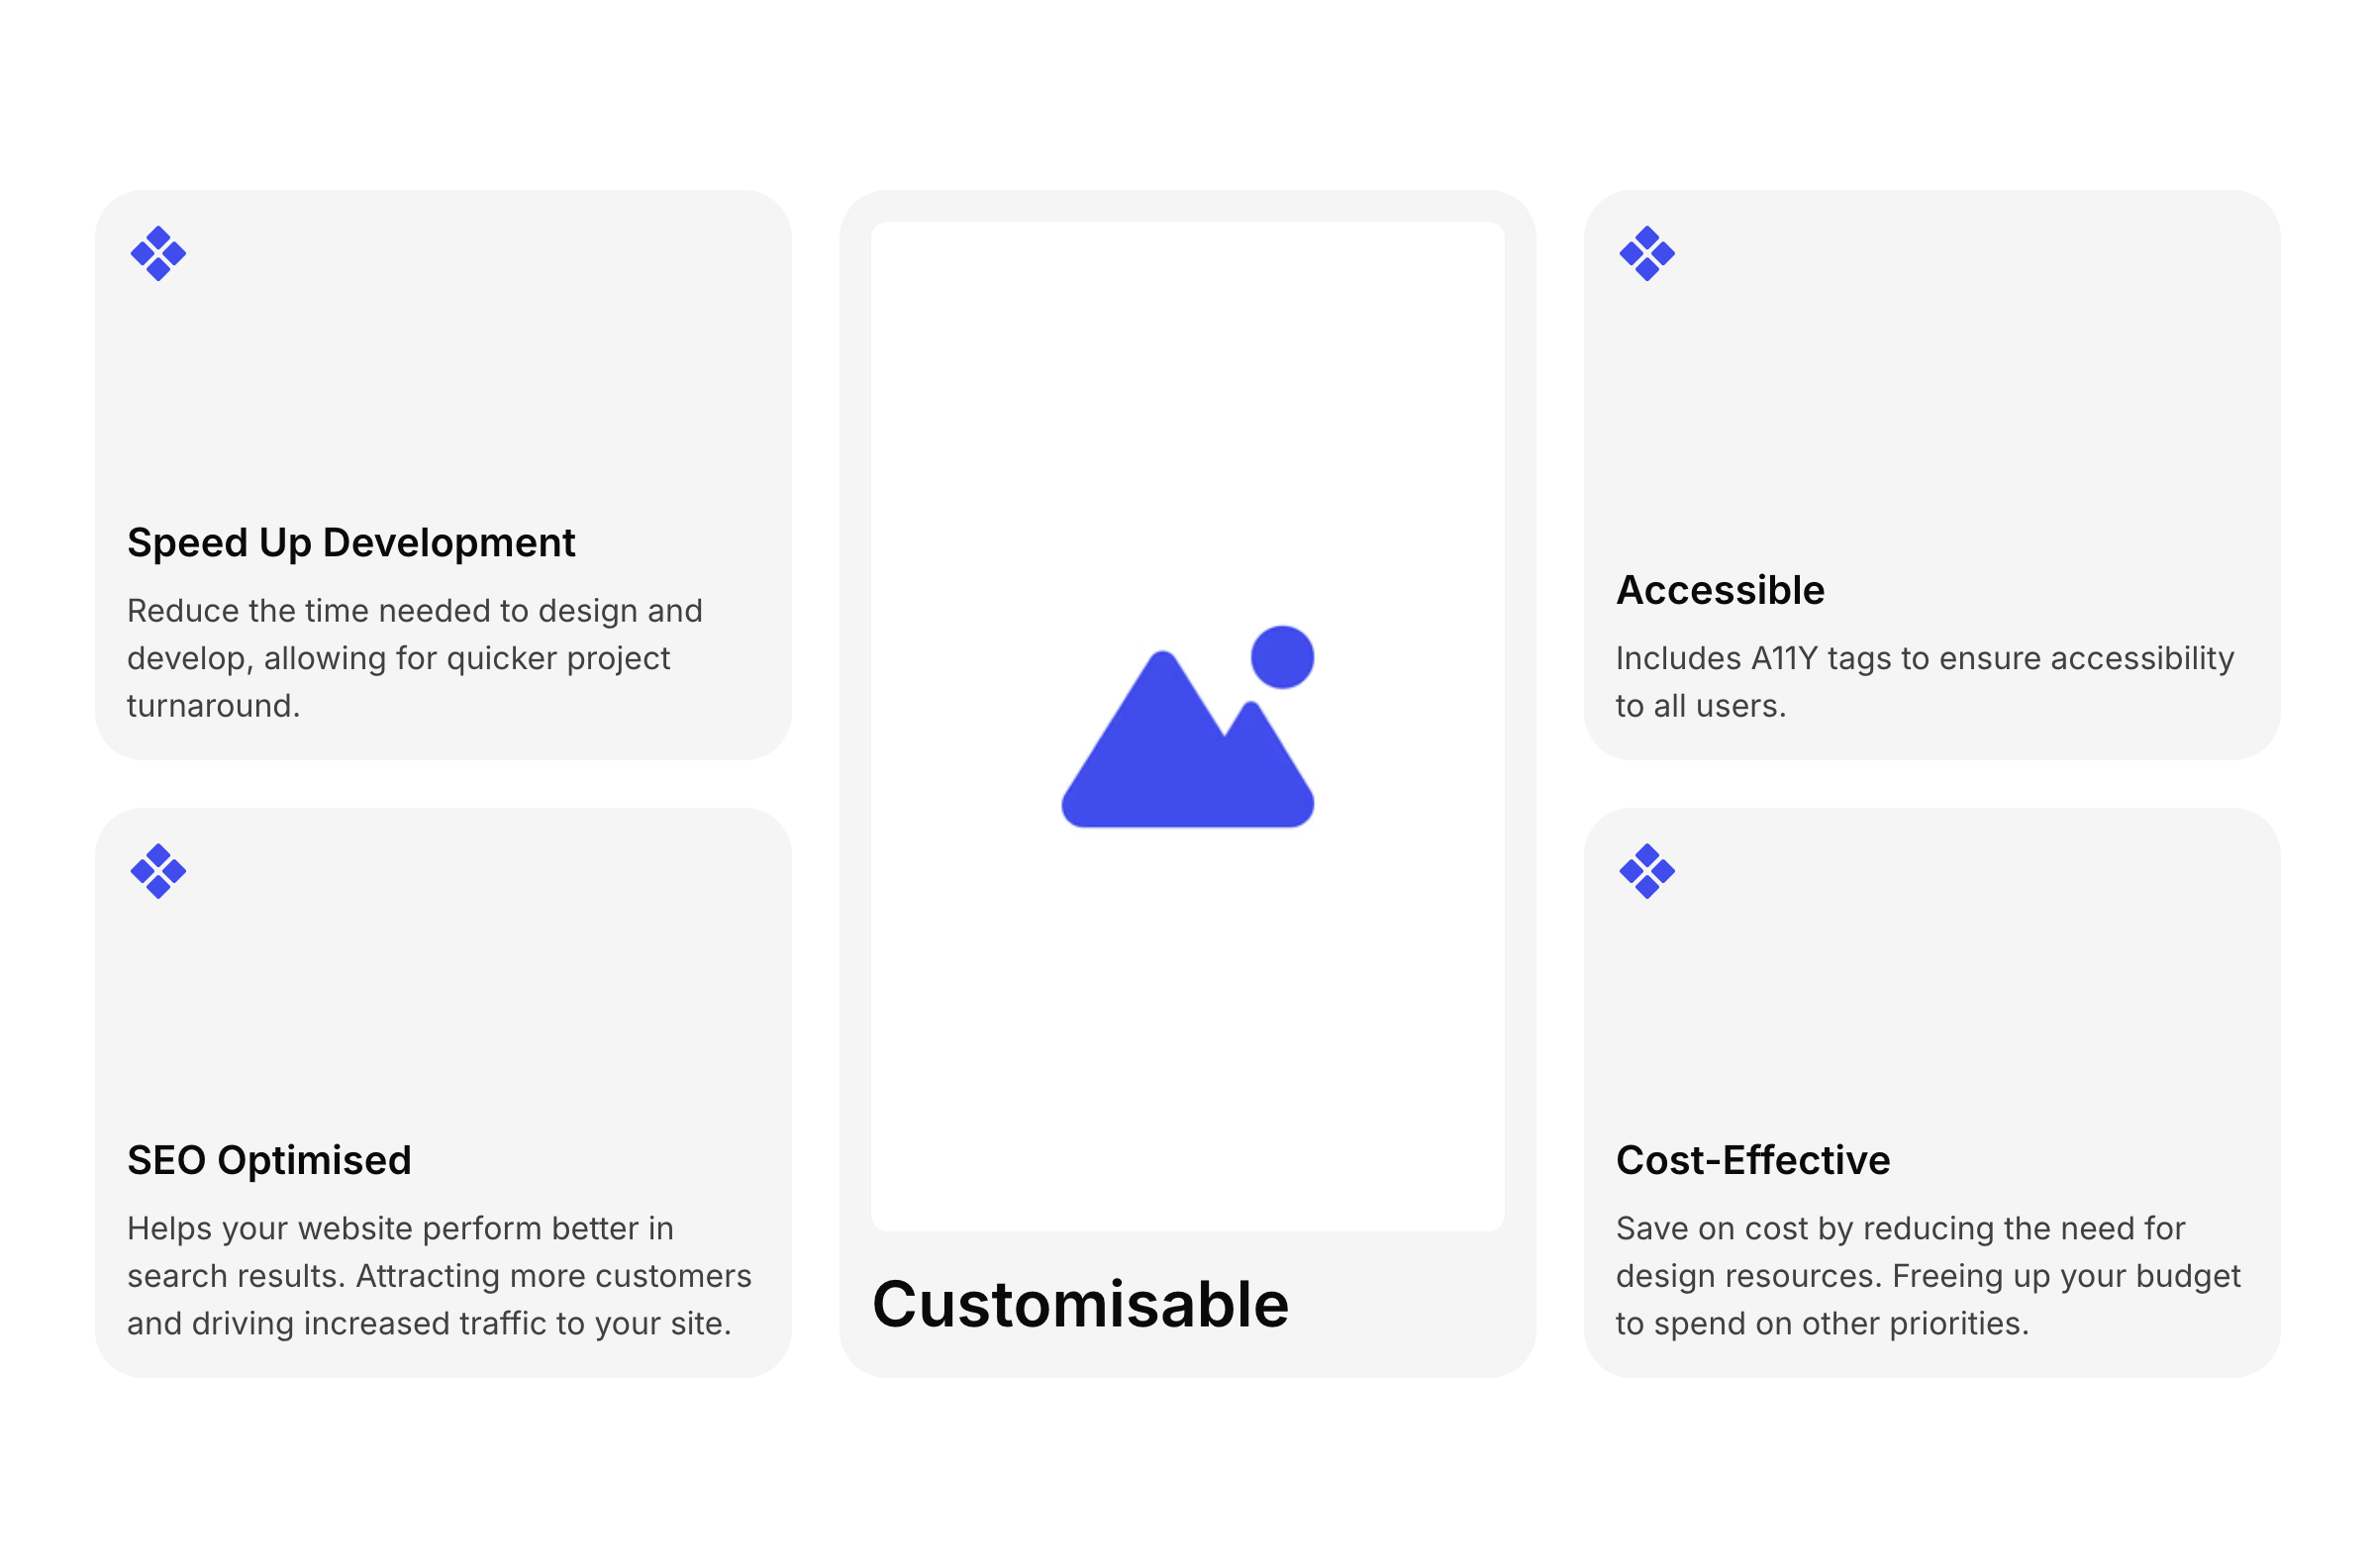 Speed Up Development
Reduce the time needed to design and
develop, allowing for quicker project
turnaround.
SEO Optimised
Helps your website perform better in
search results. Attracting more customers
and driving increased traffic to your site.
Customisable
Accessible
Includes A11Y tags to ensure accessibility
to all users.
Cost-Effective
Save on cost by reducing the need for
design resources. Freeing up your budget
to spend on other priorities.